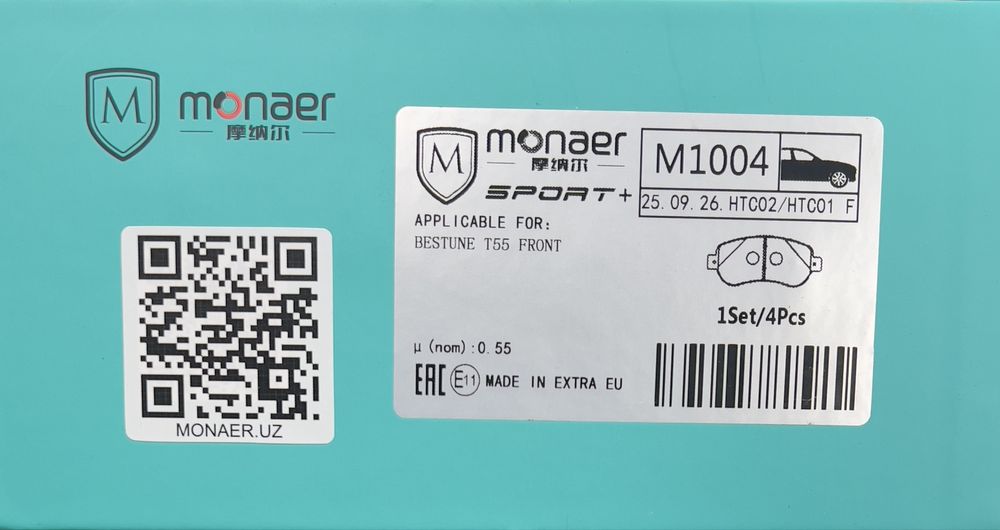 M monaer
摩纳尔
MONAER.UZ
M monaer
摩纳尔
SPORT+
M1004
25.09.26.HTC02/HTC01 F
APPLICABLE FOR:
BESTUNE T55 FRONT
1Set/4Pcs
μ (nom):0.55
EAC E11 MADE IN EXTRA EU